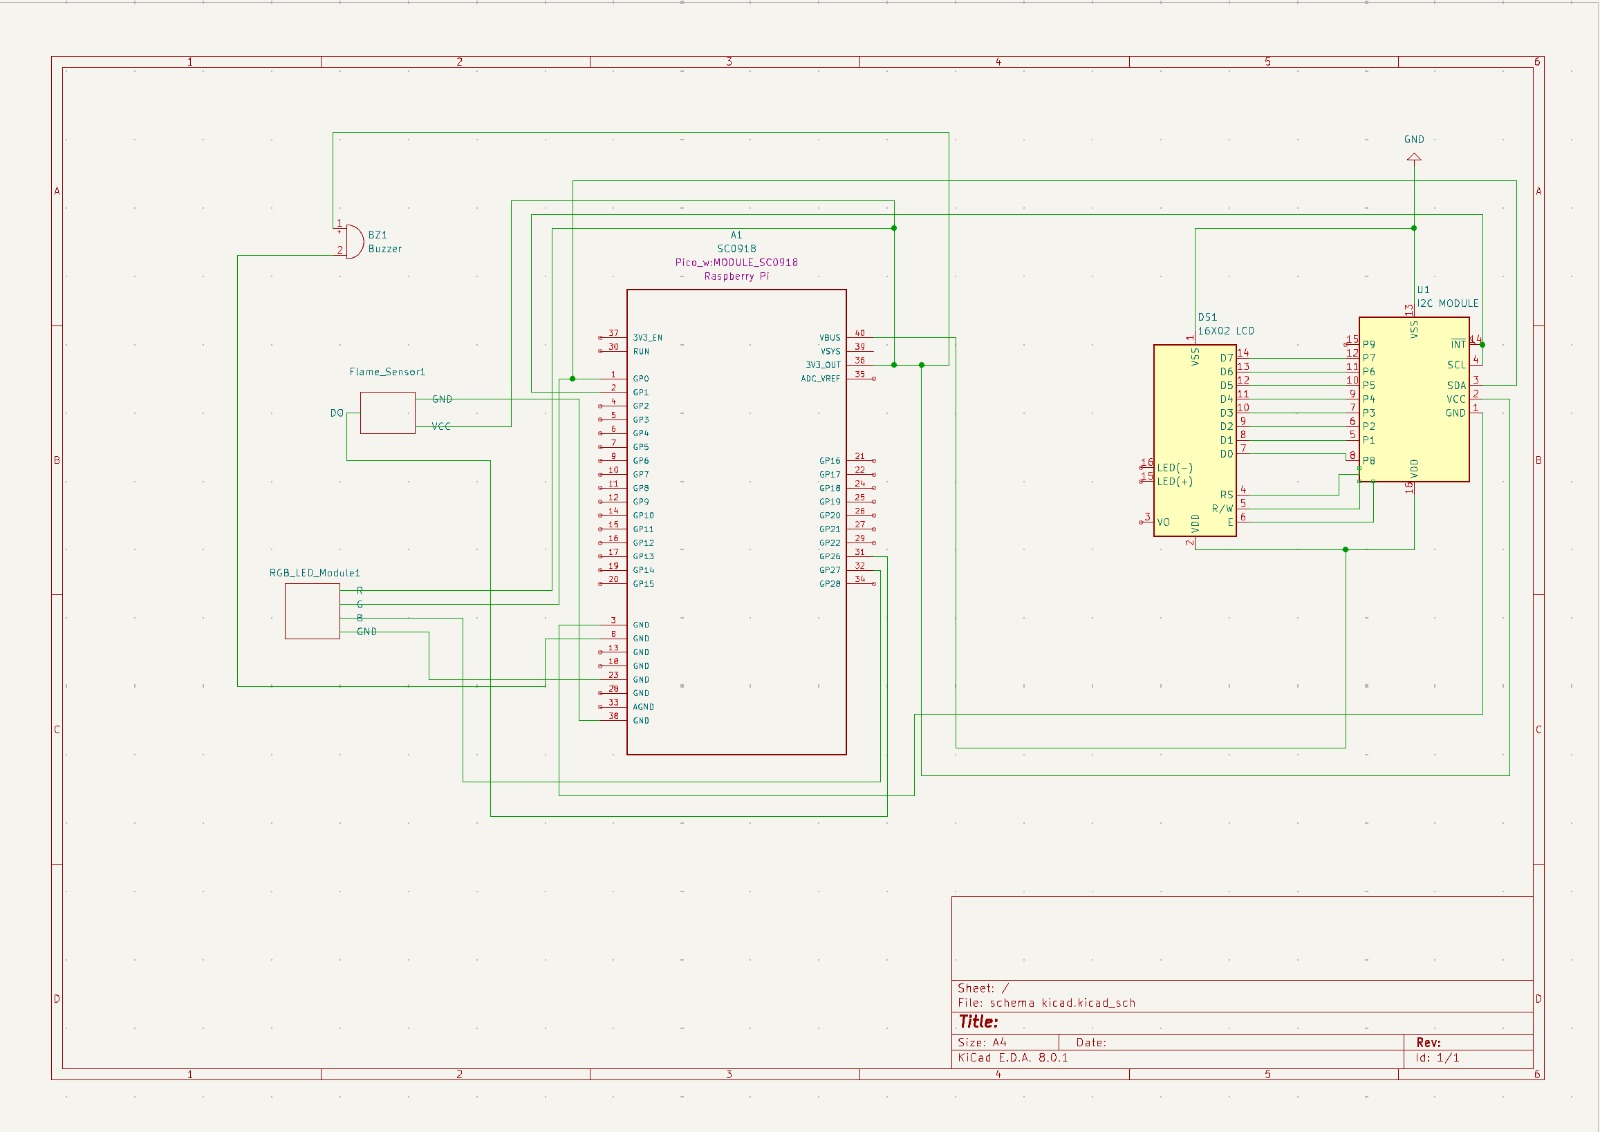 1 2 3 4 5 6
GND
A A
1
+
BZ1
2
Buzzer
A1
SC0918
Pico_w:MODULE_SC0918
Raspberry Pi
U1
I2C MODULE
13
VSS
DS1
16X02 LCD
1
VSS
37 3V3_EN VBUS 40
30 RUN VSYS 39
3V3_OUT 36
1 GP0 ADC_VREF 35
2 GP1
4 GP2
5 GP3
6 GP4
7 GP5
9 GP6 GP16 21
10 GP7 GP17 22
11 GP8 GP18 24
12 GP9 GP19 25
14 GP10 GP20 26
15 GP11 GP21 27
16 GP12 GP22 29
17 GP13 GP26 31
19 GP14 GP27 32
20 GP15 GP28 34
3 GND
8 GND
13 GND
18 GND
23 GND
28 GND
33 AGND
38 GND
Flame_Sensor1
GND
D0
VCC
B B
RGB_LED_Module1
R
G
B
GND
D7 14
D6 13
D5 12
D4 11
D3 10
D2 9
D1 8
D0 7
16 LED(-)
15 LED(+)
RS 4
R/W 5
E 6
3 VO
VDD
2
15 P9 INT 14
12 P7
11 P6 SCL 4
10 P5 SDA 3
9 P4 VCC 2
7 P3 GND 1
6 P2
5 P1
8 P8
VDD
16
C C
D D
Sheet: /
File: schema kicad.kicad_sch
Title:
Size: A4 Date: Rev:
KiCad E.D.A. 8.0.1 Id: 1/1
1 2 3 4 5 6